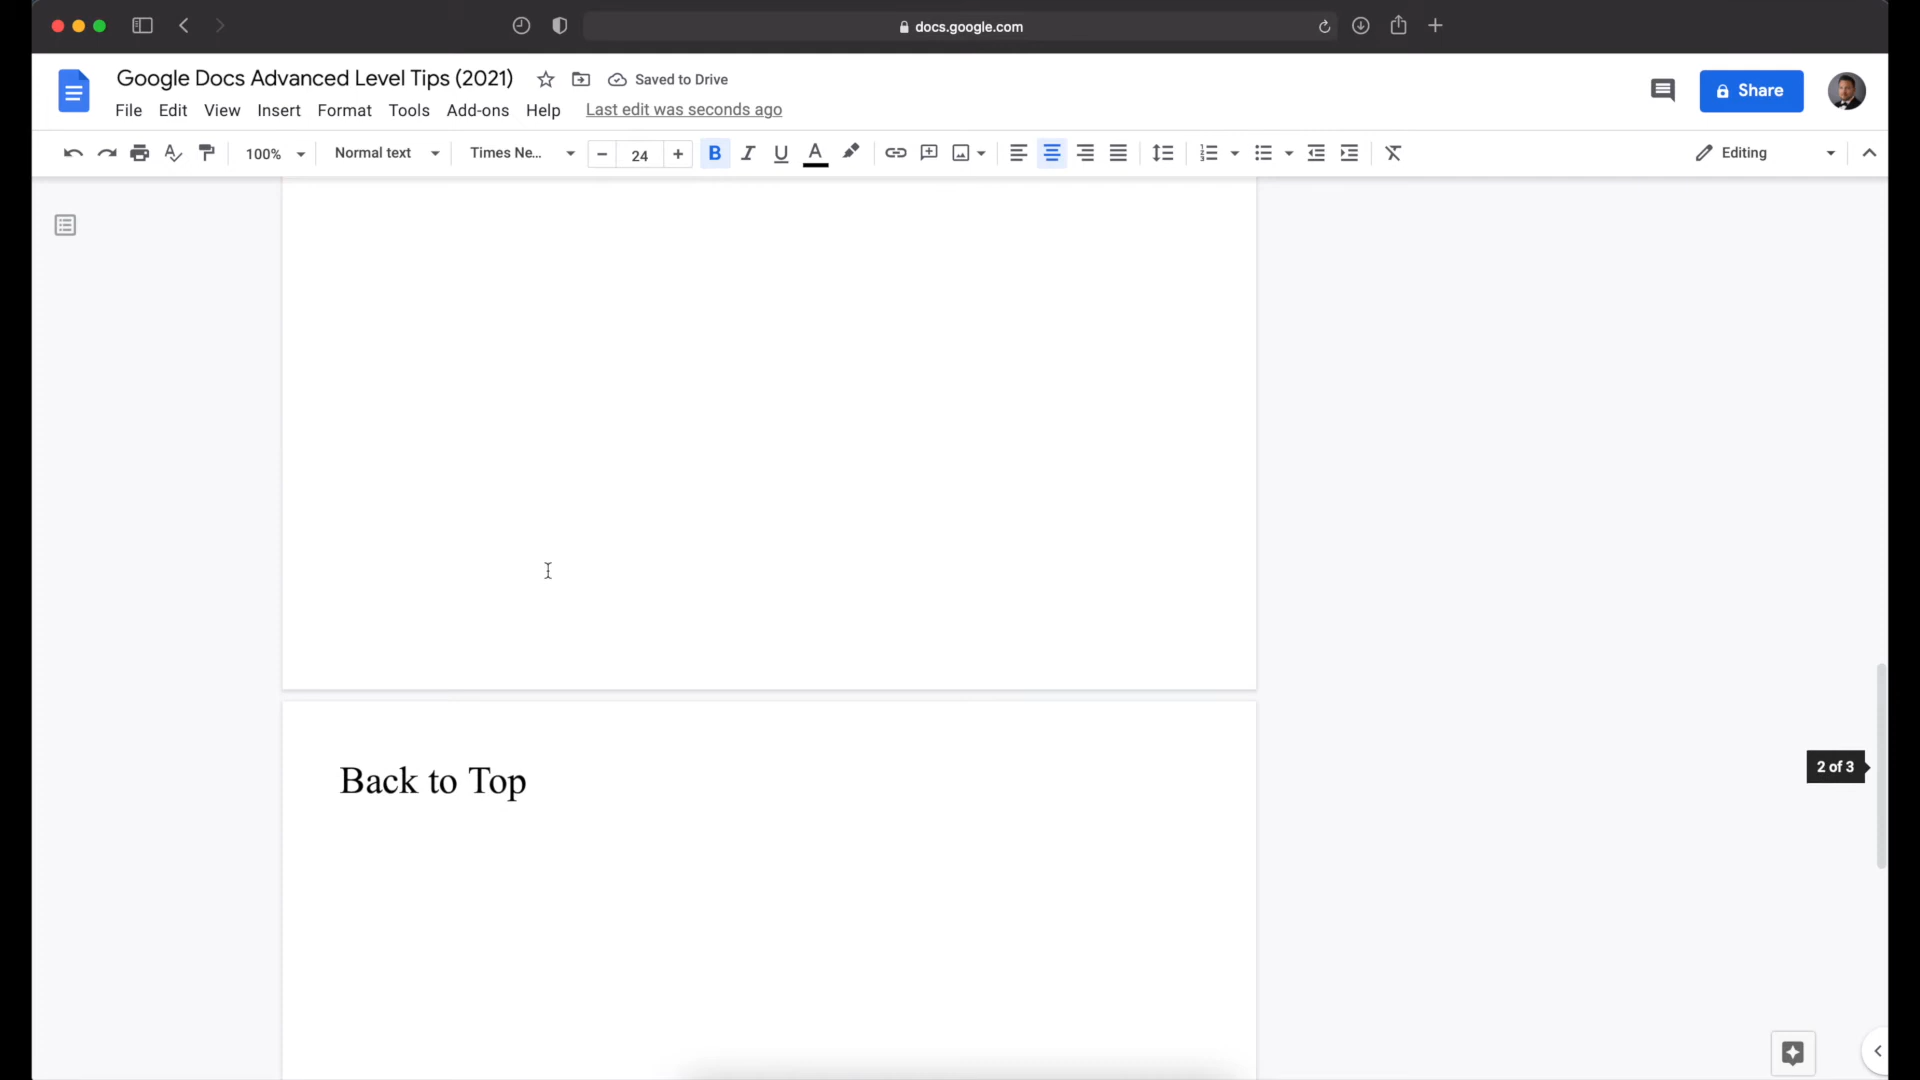 docs.google.com
Google Docs Advanced Level Tips (2021)
Saved to Drive
File Edit View Insert Format Tools Add-ons Help Last edit was seconds ago
Share
100% Normal text Times Ne... 24 B I U A Editing
Back to Top
2 of 3